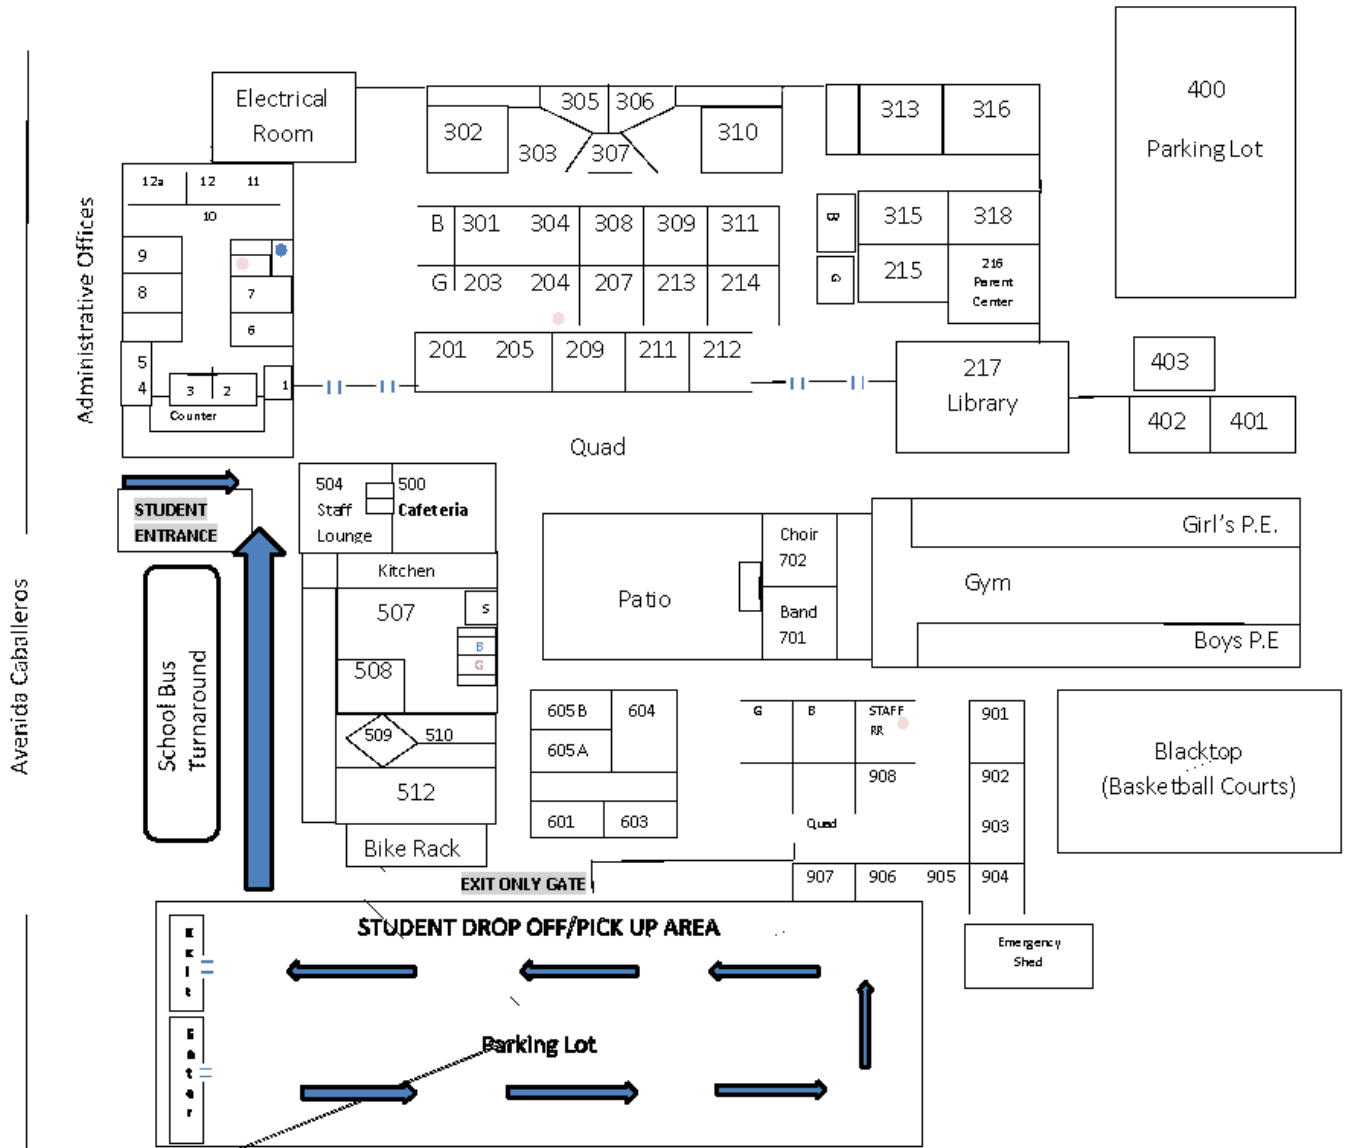 400
Parking Lot
Electrical
Room
305
306
302
303
307
310
313
316
12a
12
11
10
9
8
7
6
5
4
3
2
1
Counter
Administrative Offices
B
301
304
308
309
311
G
203
204
207
213
214
201
205
209
211
212
B
G
315
318
215
216
Parent
Center
217
Library
403
402
401
Quad
STUDENT
ENTRANCE
504
Staff
Lounge
500
Cafeteria
Kitchen
507
S
B
G
508
509
510
512
Bike Rack
School Bus
Turnaround
Avenida Caballeros
Patio
Choir
702
Band
701
Girl's P.E.
Gym
Boys P.E
605B
604
605A
601
603
G
B
STAFF
RR
908
Quad
901
902
903
907
906
905
904
Blacktop
(Basketball Courts)
Emergency
Shed
EXIT ONLY GATE
STUDENT DROP OFF/PICK UP AREA
Exit
Enter
Parking Lot